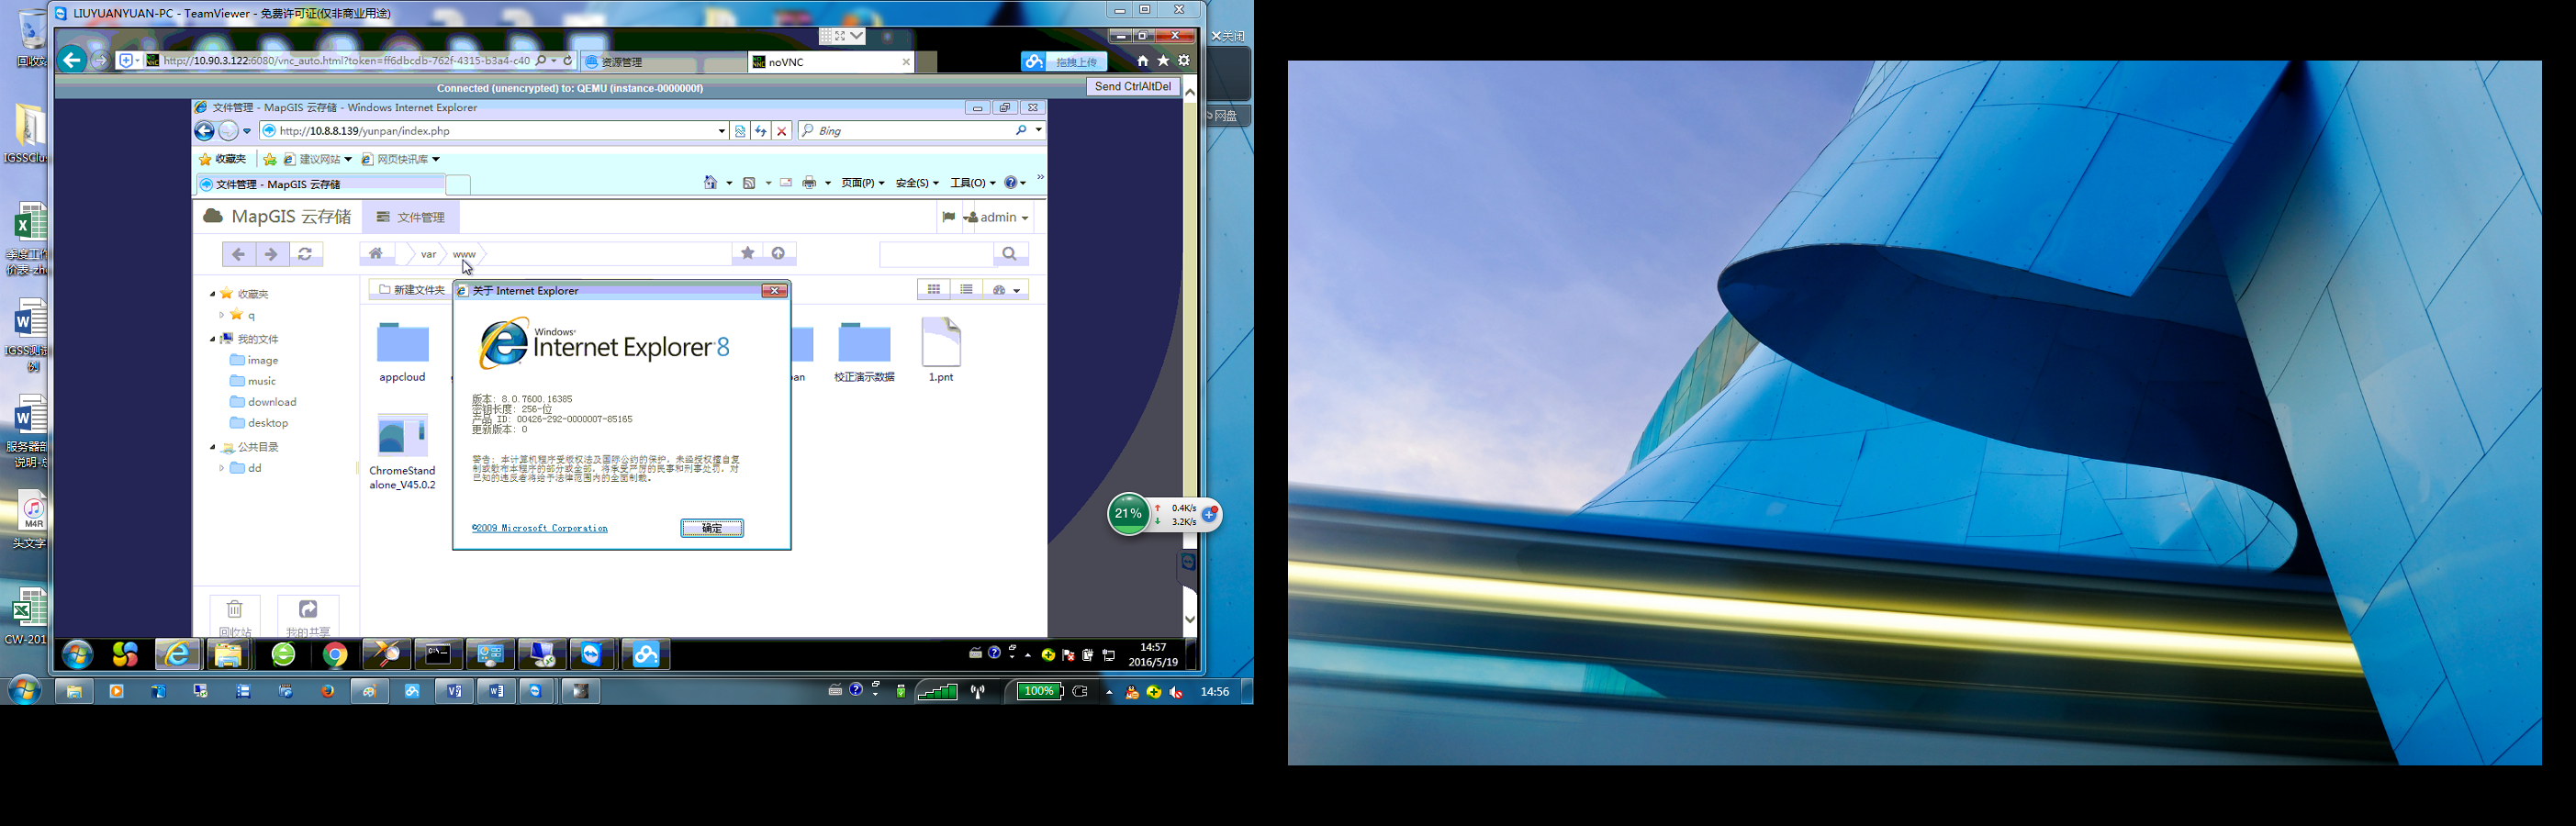 LIUYUANYUAN-PC - TeamViewer - 免费许可证(仅非商业用途)
关闭
回收站
http://10.90.3.122:6080/vnc_auto.html?token=ff6dbcdb-762f-4315-b3a4-c40
资源管理
noVNC
拖拽上传
Connected (unencrypted) to: QEMU (instance-0000000f)
Send CtrlAltDel
文件管理 - MapGIS 云存储 - Windows Internet Explorer
网盘
http://10.8.8.139/yunpan/index.php
Bing
收藏夹
建议网站
网页快讯库
IGSSClu
文件管理 - MapGIS 云存储
页面(P)
安全(S)
工具(O)
MapGIS 云存储
文件管理
admin
季度工作
价表-zh
var
www
收藏夹
q
我的文件
image
music
download
desktop
公共目录
dd
新建文件夹
关于 Internet Explorer
Windows
Internet Explorer 8
版本: 8.0.7600.16385
密钥长度: 256-位
产品 ID: 00426-292-0000007-85165
更新版本: 0
警告: 本计算机程序受版权法及国际公约的保护，未经授权擅自复
制或散布本程序的部分或全部，将承受严厉的民事和刑事处罚，对
已知的违反者将给予法律范围内的全面制裁。
©2009 Microsoft Corporation
确定
appcloud
pan
校正演示数据
1.pnt
ChromeStand
alone_V45.0.2
IGSS测试
例
服务器部
说明-
M4R
头文字
CW-201
21%
0.4K/s
3.2K/s
回收站
我的共享
14:57
2016/5/19
100%
14:56